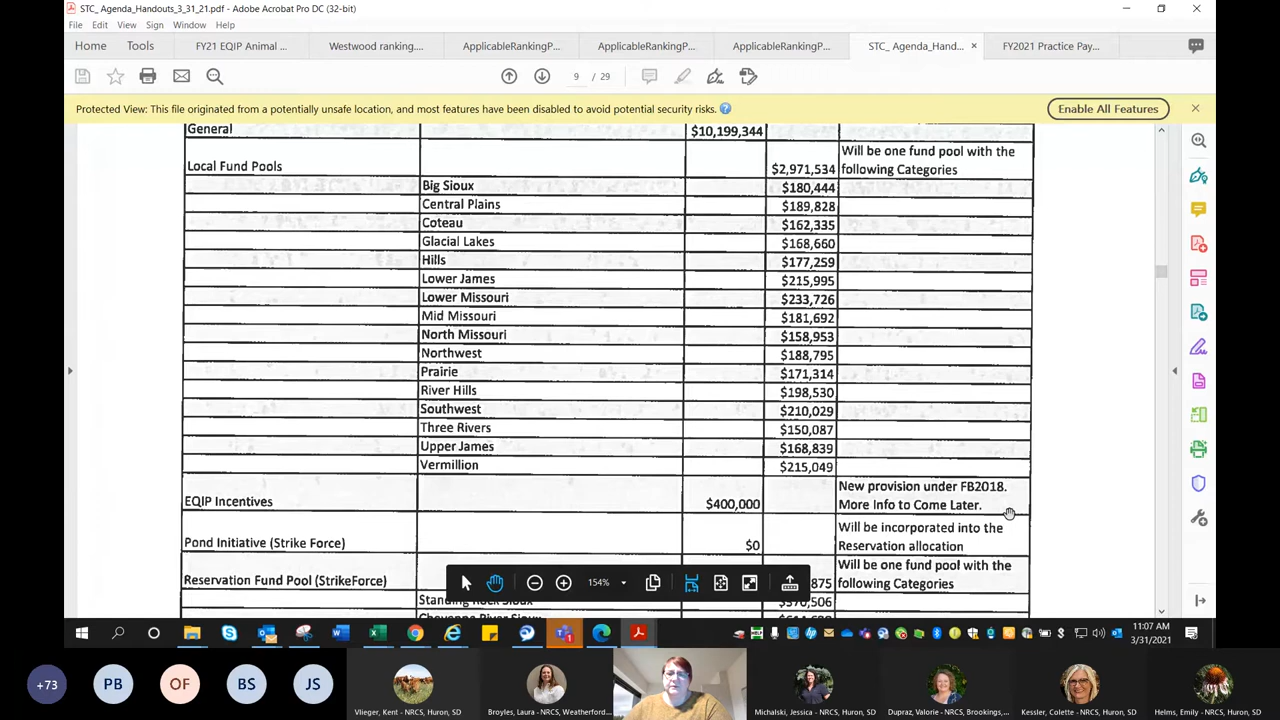 STC_ Agenda_Handouts_3_31_21.pdf - Adobe Acrobat Pro DC (32-bit)
File Edit View Sign Window Help
Home Tools FY21 EQIP Animal ... Westwood ranking.... ApplicableRankingP... ApplicableRankingP... ApplicableRankingP... STC_ Agenda_Hand... × FY2021 Practice Pay...
9 / 29
Protected View: This file originated from a potentially unsafe location, and most features have been disabled to avoid potential security risks. Enable All Features
General $10,199,344
Will be one fund pool with the
Local Fund Pools $2,971,534 following Categories
Big Sioux $180,444
Central Plains $189,828
Coteau $162,335
Glacial Lakes $168,660
Hills $177,259
Lower James $215,995
Lower Missouri $233,726
Mid Missouri $181,692
North Missouri $158,953
Northwest $188,795
Prairie $171,314
River Hills $198,530
Southwest $210,029
Three Rivers $150,087
Upper James $168,839
Vermillion $215,049
New provision under FB2018.
EQIP Incentives $400,000 More Info to Come Later.
Will be incorporated into the
Pond Initiative (Strike Force) $0 Reservation allocation
Will be one fund pool with the
Reservation Fund Pool (StrikeForce) 875 following Categories
154%
Standing Rock Sioux
11:07 AM
3/31/2021
+73 PB OF BS JS
Vlieger, Kent - NRCS, Huron, SD Broyles, Laura - NRCS, Weatherford... Michalski, Jessica - NRCS, Huron, SD Dupraz, Valorie - NRCS, Brookings,... Kessler, Colette - NRCS, Huron, SD Helms, Emily - NRCS, Huron, SD